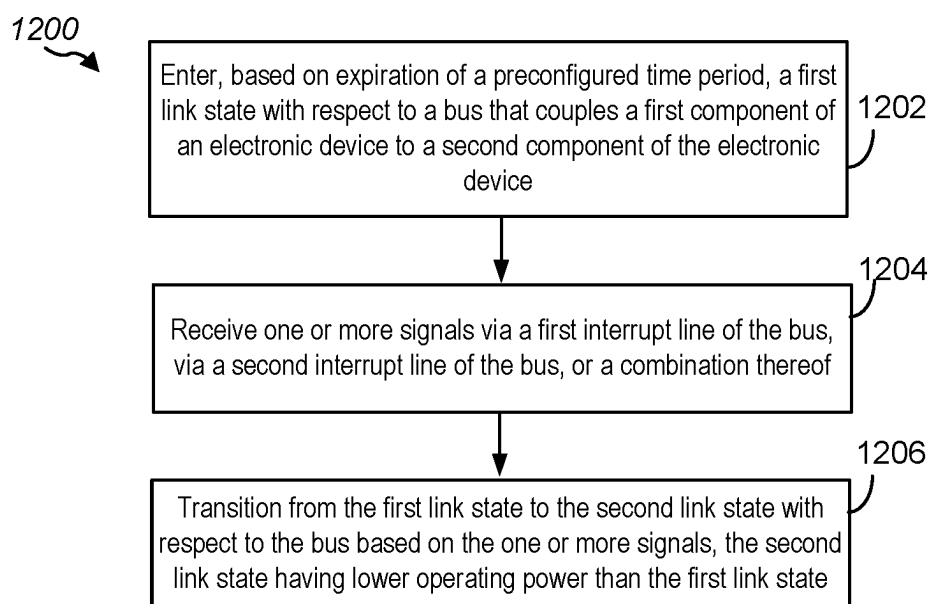 1200
Enter, based on expiration of a preconfigured time period, a first
link state with respect to a bus that couples a first component of
an electronic device to a second component of the electronic
device
1202
1204
Receive one or more signals via a first interrupt line of the bus,
via a second interrupt line of the bus, or a combination thereof
1206
Transition from the first link state to the second link state with
respect to the bus based on the one or more signals, the second
link state having lower operating power than the first link state